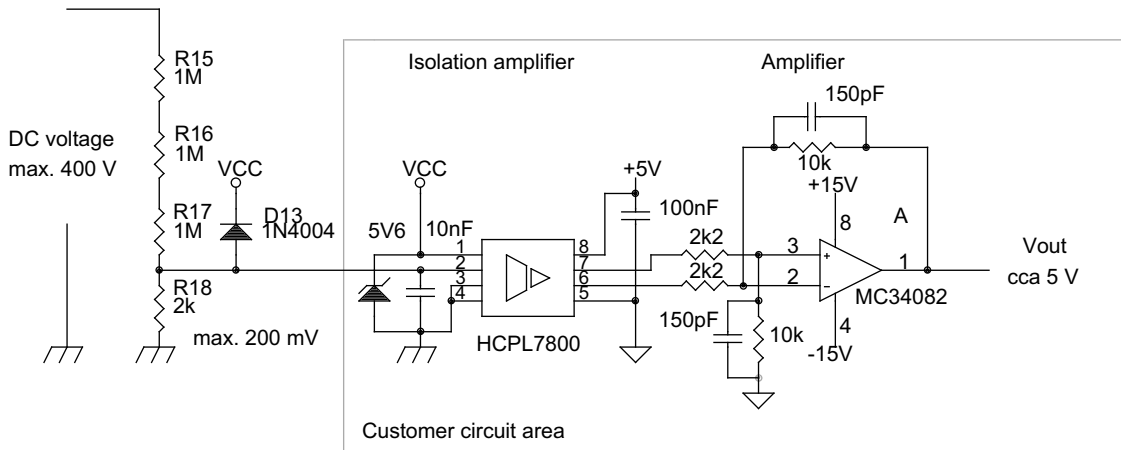 Isolation amplifier
Amplifier
150pF
10k
R15
1M
DC voltage
max. 400 V
R16
1M
VCC
VCC
+5V
+15V
R17
1M
D13
1N4004
5V6
10nF
100nF
8
A
1
2
3
4
8
7
6
5
2k2
2k2
3
2
1
Vout
cca 5 V
R18
2k
max. 200 mV
HCPL7800
150pF
10k
MC34082
4
-15V
Customer circuit area
+
–